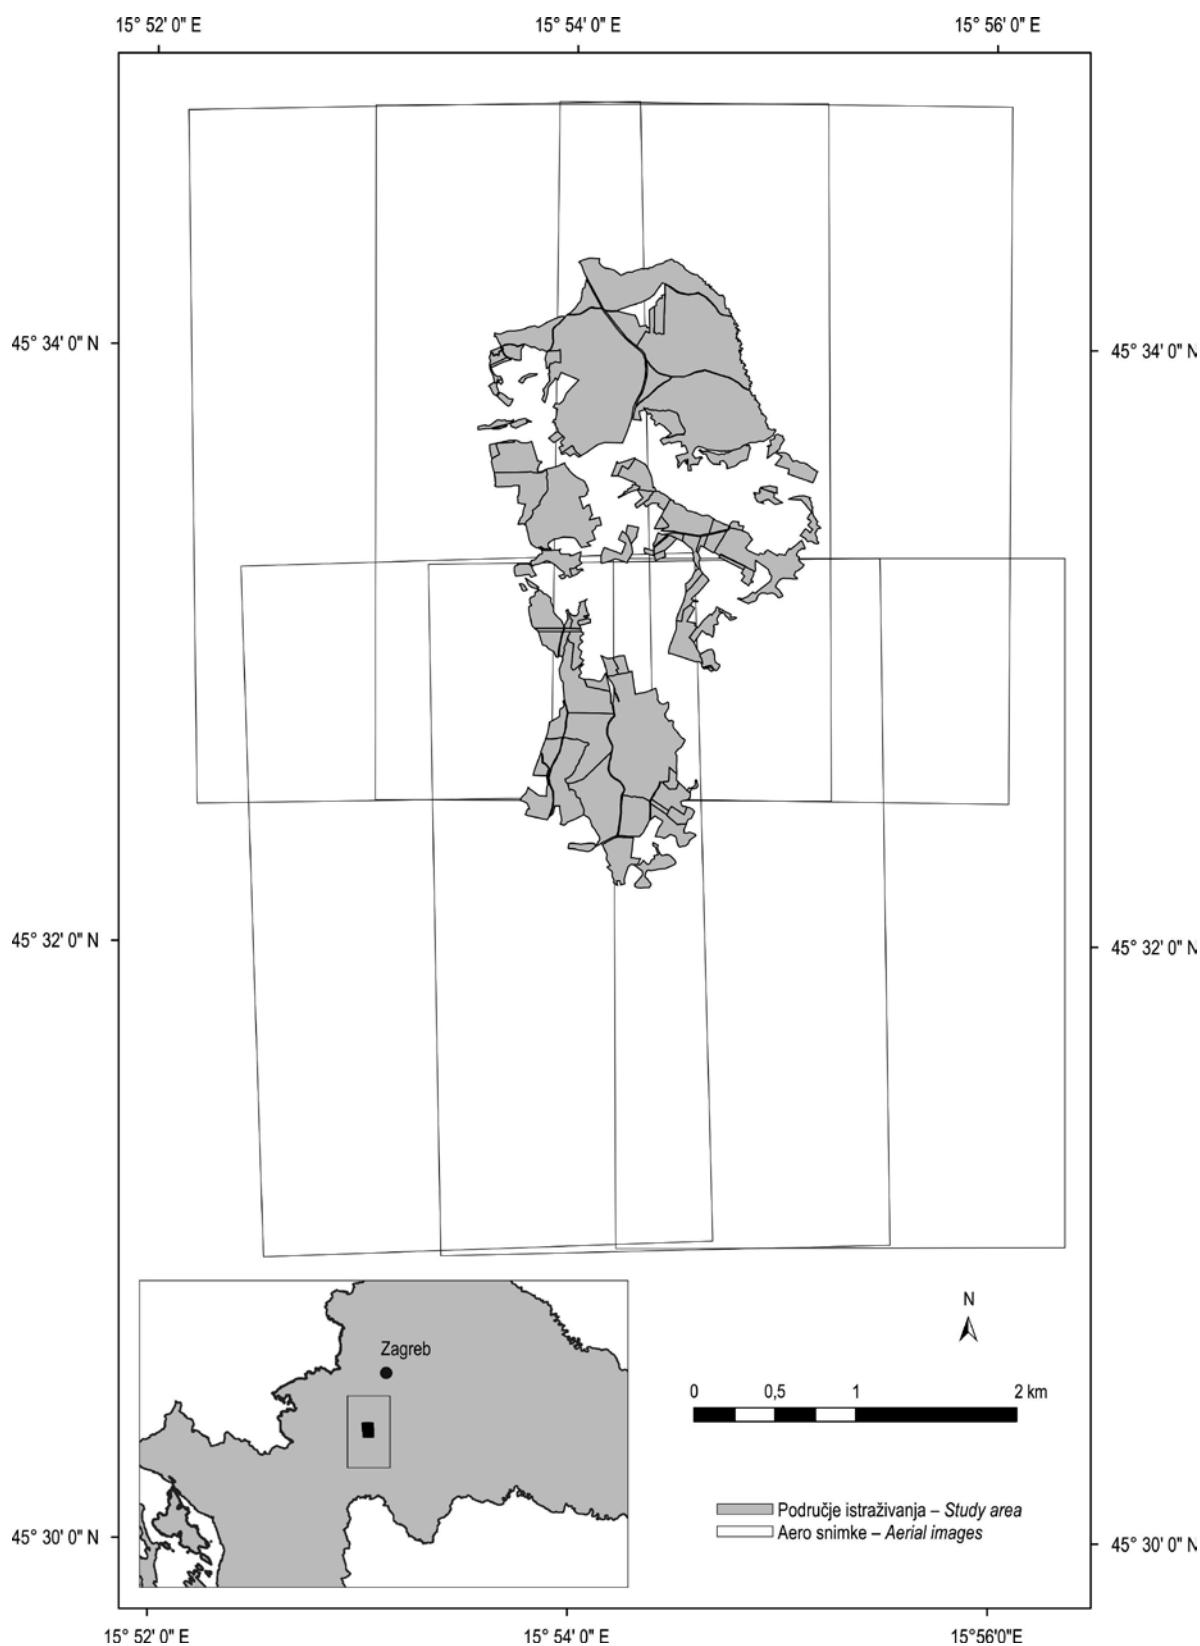 15° 52' 0" E 15° 54' 0" E 15° 56' 0" E
45° 34' 0" N 45° 34' 0" N
45° 32' 0" N 45° 32' 0" N
N
Zagreb
0 0,5 1 2 km
Područje istraživanja – Study area
Aero snimke – Aerial images
45° 30' 0" N 45° 30' 0" N
15° 52' 0" E 15° 54' 0" E 15° 56' 0"E